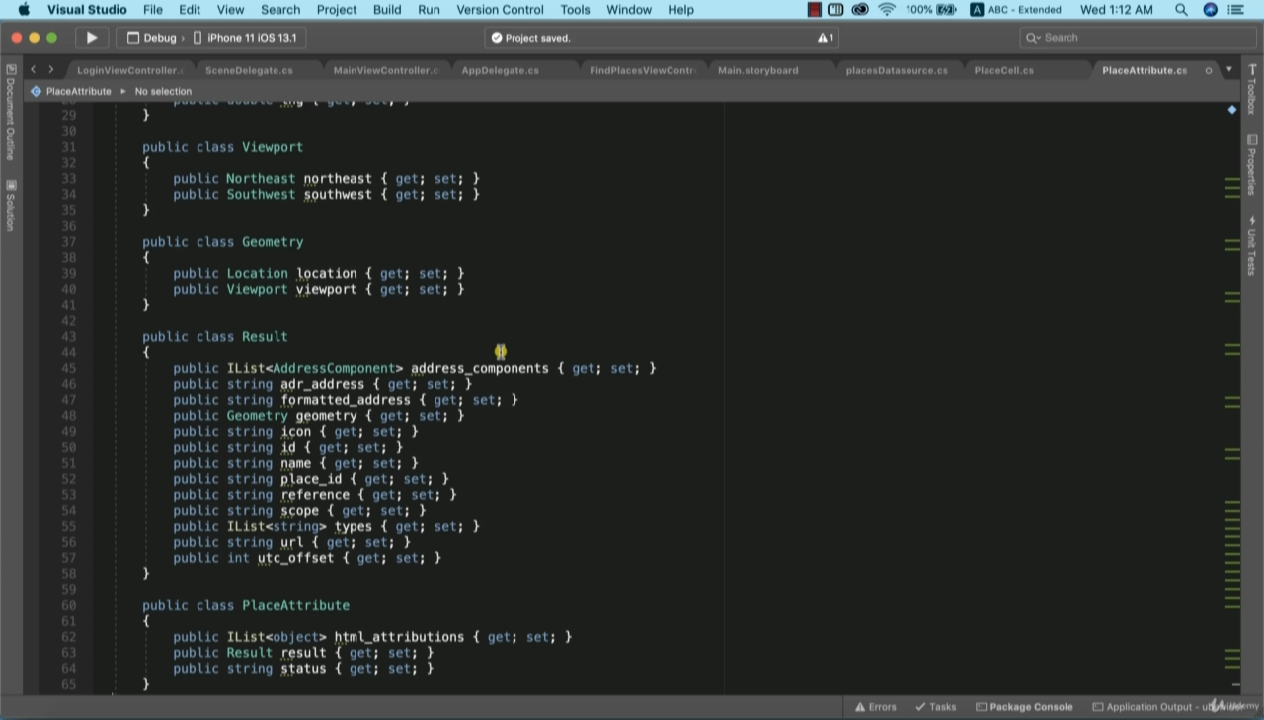 Visual Studio File Edit View Search Project Build Run Version Control Tools Window Help 100% ABC - Extended Wed 1:12 AM
Debug › iPhone 11 iOS 13.1 Project saved. 1 Search
LoginViewController.c SceneDelegate.cs MainViewController.c AppDelegate.cs FindPlacesViewContr Main.storyboard placesDatasource.cs PlaceCell.cs PlaceAttribute.cs
PlaceAttribute No selection
Document Outline
Solution
Toolbox
Properties
Unit Tests
29 }
30
31 public class Viewport
32 {
33 public Northeast northeast { get; set; }
34 public Southwest southwest { get; set; }
35 }
36
37 public class Geometry
38 {
39 public Location location { get; set; }
40 public Viewport viewport { get; set; }
41 }
42
43 public class Result
44 {
45 public IList<AddressComponent> address_components { get; set; }
46 public string adr_address { get; set; }
47 public string formatted_address { get; set; }
48 public Geometry geometry { get; set; }
49 public string icon { get; set; }
50 public string id { get; set; }
51 public string name { get; set; }
52 public string place_id { get; set; }
53 public string reference { get; set; }
54 public string scope { get; set; }
55 public IList<string> types { get; set; }
56 public string url { get; set; }
57 public int utc_offset { get; set; }
58 }
59
60 public class PlaceAttribute
61 {
62 public IList<object> html_attributions { get; set; }
63 public Result result { get; set; }
64 public string status { get; set; }
65 }
Errors Tasks Package Console Application Output -